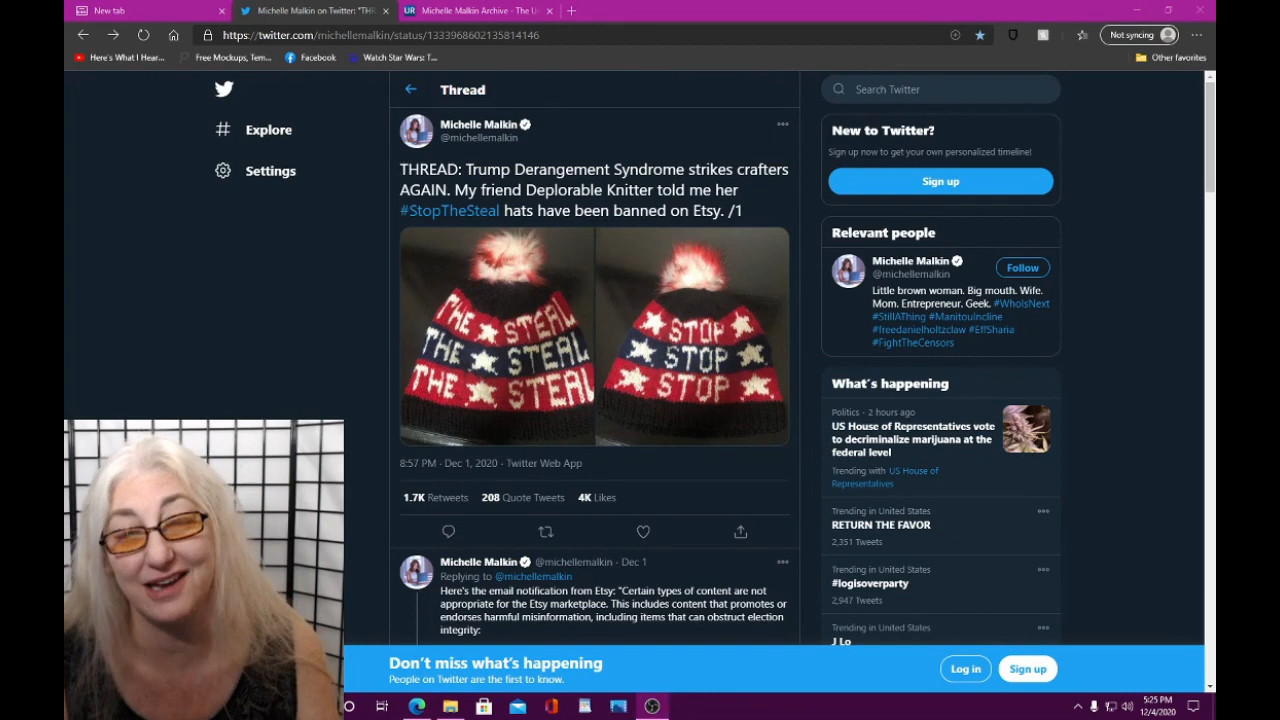 New tab
Michelle Malkin on Twitter: "THR
Michelle Malkin Archive - The U
https://twitter.com/michellemalkin/status/1333968602135814146
Not syncing
Here's What I Hear...
Free Mockups, Tem...
Facebook
Watch Star Wars: T...
Other favorites
Explore
Settings
Thread
Michelle Malkin
@michellemalkin
THREAD: Trump Derangement Syndrome strikes crafters
AGAIN. My friend Deplorable Knitter told me her
#StopTheSteal hats have been banned on Etsy. /1
THE STEAL
THE STEAL
THE STEAL
STOP
STOP
STOP
8:57 PM · Dec 1, 2020 · Twitter Web App
1.7K Retweets 208 Quote Tweets 4K Likes
Michelle Malkin @michellemalkin · Dec 1
Replying to @michellemalkin
Here's the email notification from Etsy: "Certain types of content are not
appropriate for the Etsy marketplace. This includes content that promotes or
endorses harmful misinformation, including items that can obstruct election
integrity:
Search Twitter
New to Twitter?
Sign up now to get your own personalized timeline!
Sign up
Relevant people
Michelle Malkin
@michellemalkin
Follow
Little brown woman. Big mouth. Wife.
Mom. Entrepreneur. Geek. #WhoIsNext
#StillAThing #ManitouIncline
#freedanielholtzclaw #EffSharia
#FightTheCensors
What's happening
Politics · 2 hours ago
US House of Representatives vote
to decriminalize marijuana at the
federal level
Trending with US House of
Representatives
Trending in United States
RETURN THE FAVOR
2,351 Tweets
Trending in United States
#logisoverparty
2,947 Tweets
Trending in United States
J Lo
Don't miss what's happening
People on Twitter are the first to know.
Log in
Sign up
5:25 PM
12/4/2020